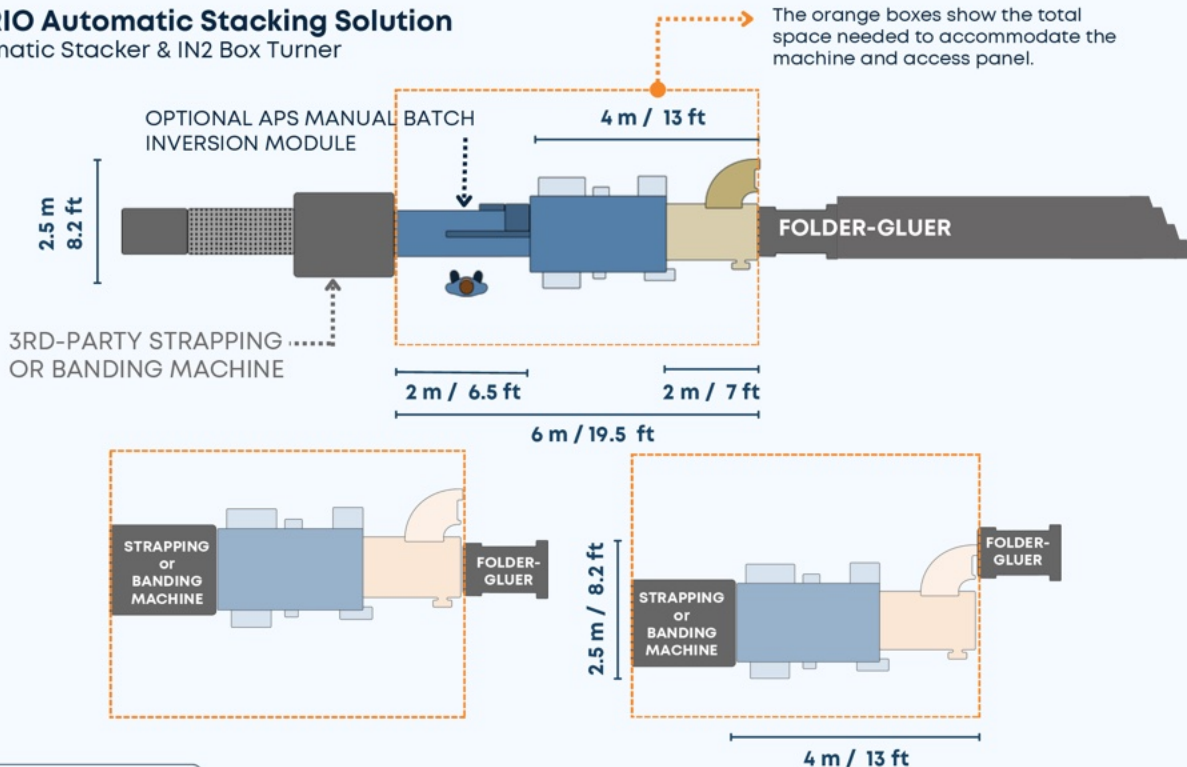 RIO Automatic Stacking Solution
matic Stacker & IN2 Box Turner
The orange boxes show the total
space needed to accommodate the
machine and access panel.
OPTIONAL APS MANUAL BATCH
INVERSION MODULE
4 m / 13 ft
2.5 m
8.2 ft
FOLDER-GLUER
3RD-PARTY STRAPPING
OR BANDING MACHINE
2 m / 6.5 ft
2 m / 7 ft
6 m / 19.5 ft
STRAPPING
or
BANDING
MACHINE
FOLDER-
GLUER
2.5 m / 8.2 ft
STRAPPING
or
BANDING
MACHINE
FOLDER-
GLUER
4 m / 13 ft